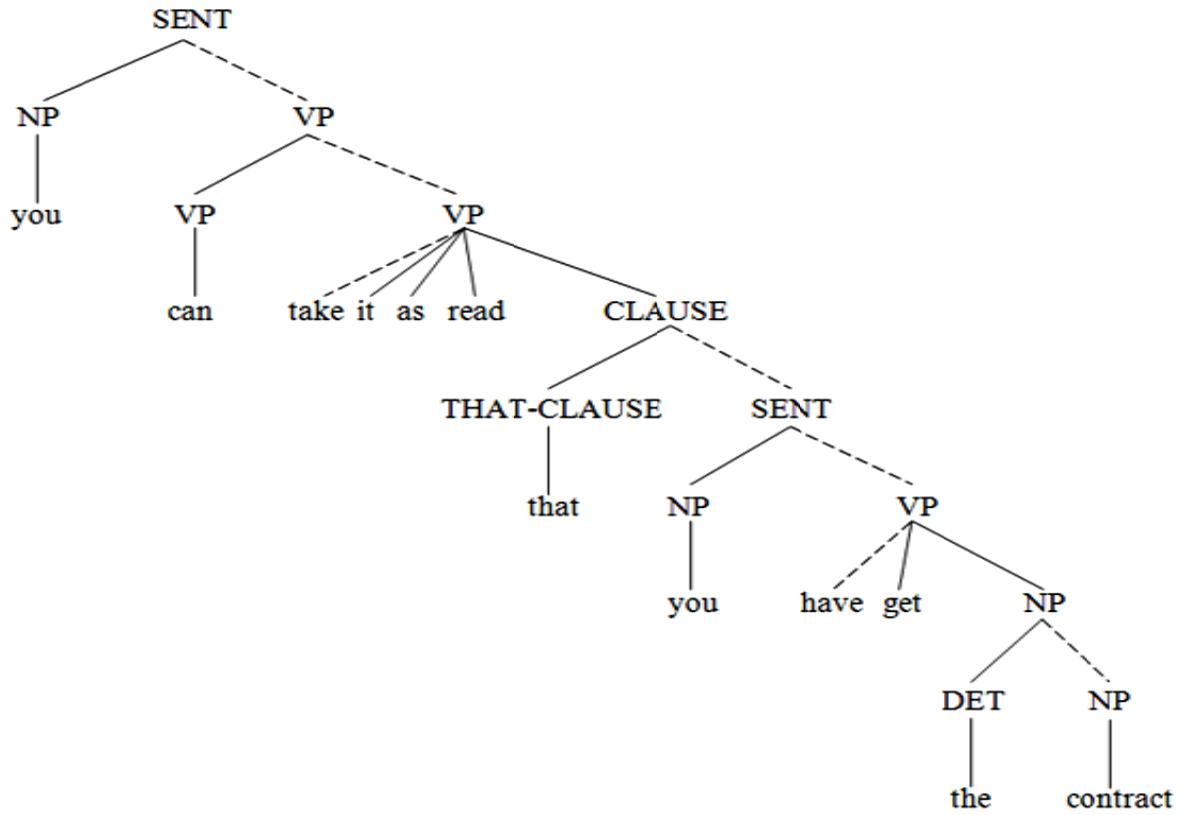 SENT
NP VP
you VP VP
can take it as read CLAUSE
THAT-CLAUSE SENT
that NP VP
you have get NP
DET NP
the contract